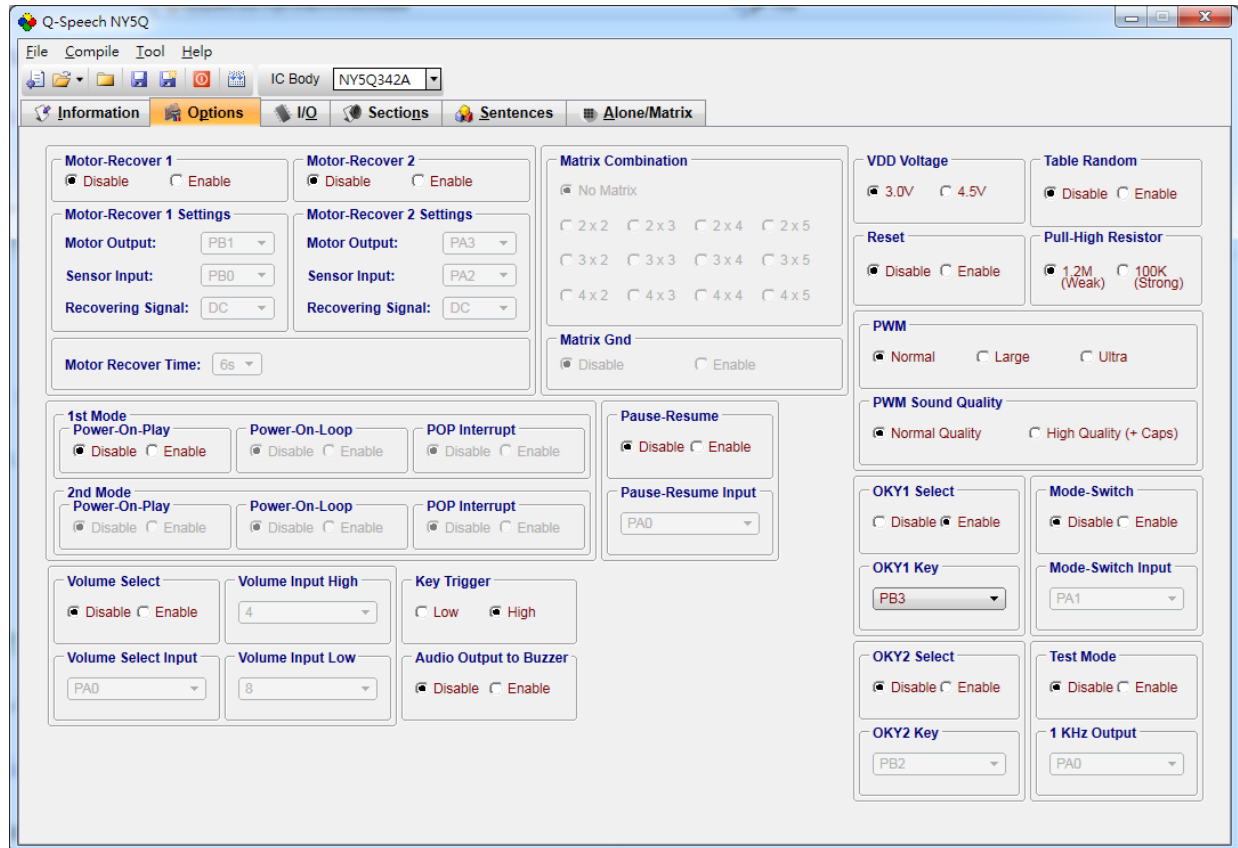 Q-Speech NY5Q
File Compile Tool Help
IC Body NY5Q342A
Information Options I/O Sections Sentences Alone/Matrix
Motor-Recover 1
Disable Enable
Motor-Recover 2
Disable Enable
Motor-Recover 1 Settings
Motor Output: PB1
Sensor Input: PB0
Recovering Signal: DC
Motor-Recover 2 Settings
Motor Output: PA3
Sensor Input: PA2
Recovering Signal: DC
Motor Recover Time: 6s
Matrix Combination
No Matrix
2 x 2 2 x 3 2 x 4 2 x 5
3 x 2 3 x 3 3 x 4 3 x 5
4 x 2 4 x 3 4 x 4 4 x 5
Matrix Gnd
Disable Enable
VDD Voltage
3.0V 4.5V
Table Random
Disable Enable
Reset
Disable Enable
Pull-High Resistor
1.2M 100K
(Weak) (Strong)
PWM
Normal Large Ultra
PWM Sound Quality
Normal Quality High Quality (+ Caps)
1st Mode
Power-On-Play
Disable Enable
Power-On-Loop
Disable Enable
POP Interrupt
Disable Enable
2nd Mode
Power-On-Play
Disable Enable
Power-On-Loop
Disable Enable
POP Interrupt
Disable Enable
Pause-Resume
Disable Enable
Pause-Resume Input
PA0
Volume Select
Disable Enable
Volume Input High
4
Key Trigger
Low High
Volume Select Input
PA0
Volume Input Low
8
Audio Output to Buzzer
Disable Enable
OKY1 Select
Disable Enable
Mode-Switch
Disable Enable
OKY1 Key
PB3
Mode-Switch Input
PA1
OKY2 Select
Disable Enable
Test Mode
Disable Enable
OKY2 Key
PB2
1 KHz Output
PA0